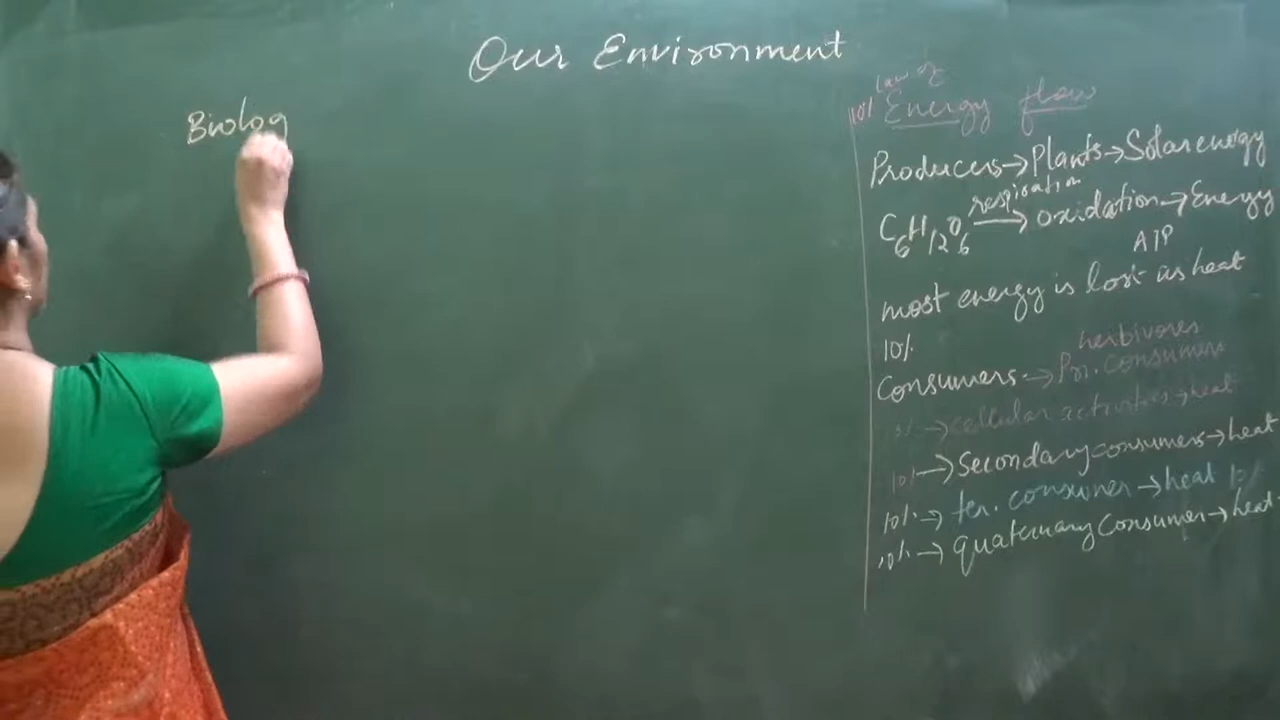 Our Environment
Biolog
10% law of
Energy flow
Producers→Plants→Solar energy
C6H12O6 respiration→ oxidation→Energy
ATP
most energy is lost as heat
10%
herbivores
Consumers→Pri. Consumers
→cellular activities→heat
10%→Secondary consumers→heat
10%→ter. consumer→heat
10%→quaternary Consumer→heat